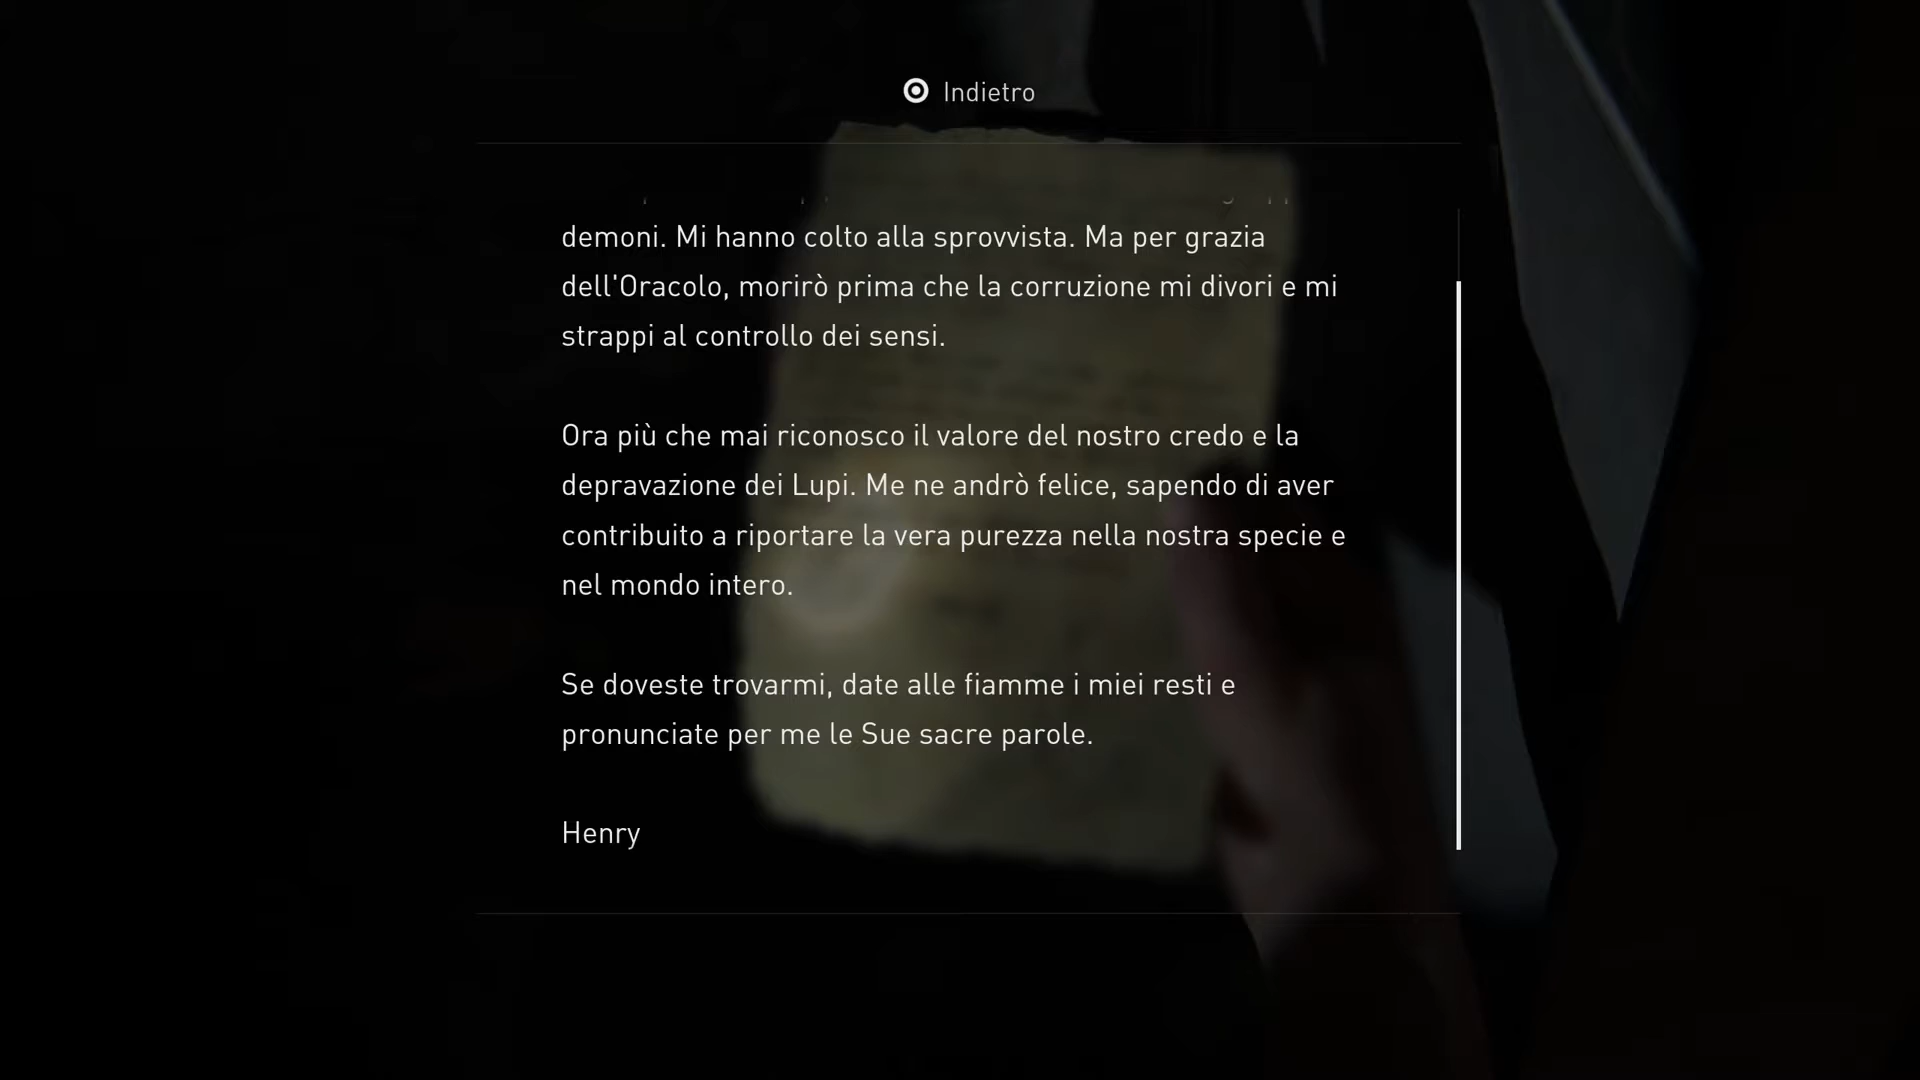 Indietro
demoni. Mi hanno colto alla sprovvista. Ma per grazia
dell'Oracolo, morirò prima che la corruzione mi divori e mi
strappi al controllo dei sensi.
Ora più che mai riconosco il valore del nostro credo e la
depravazione dei Lupi. Me ne andrò felice, sapendo di aver
contribuito a riportare la vera purezza nella nostra specie e
nel mondo intero.
Se doveste trovarmi, date alle fiamme i miei resti e
pronunciate per me le Sue sacre parole.
Henry